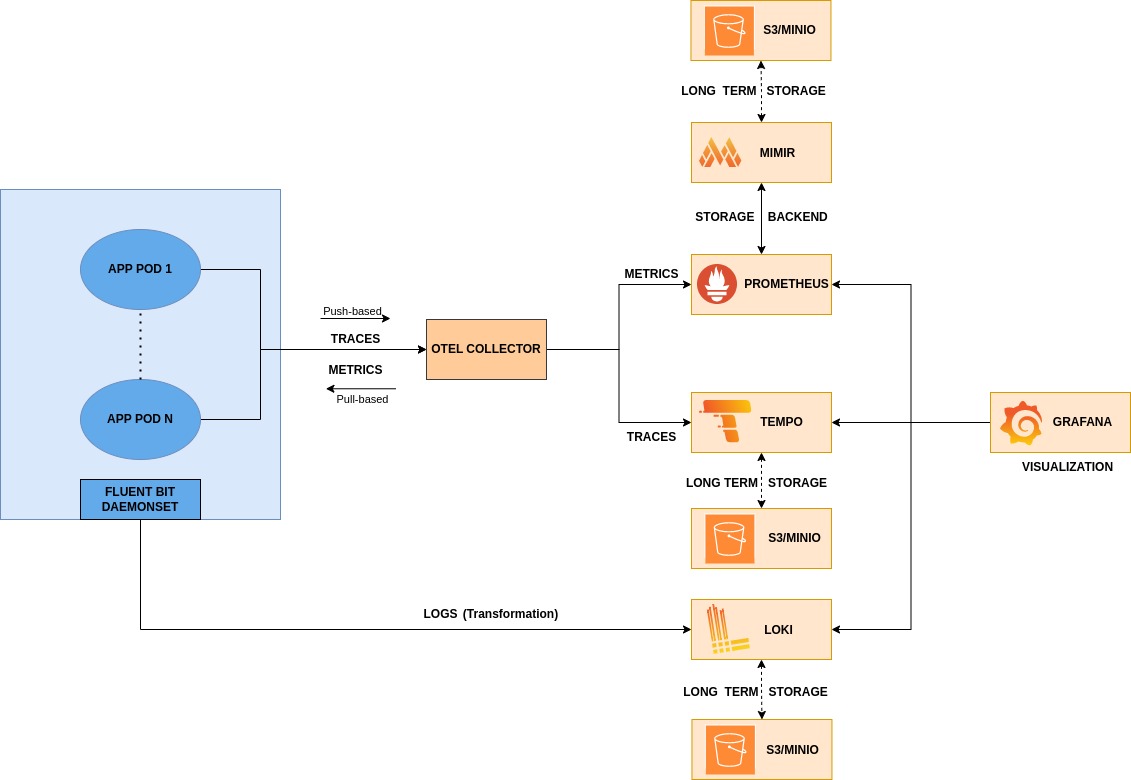 S3/MINIO
LONG TERM STORAGE
MIMIR
STORAGE BACKEND
APP POD 1
METRICS
PROMETHEUS
Push-based
TRACES
OTEL COLLECTOR
METRICS
Pull-based
APP POD N
TEMPO
GRAFANA
TRACES
VISUALIZATION
LONG TERM STORAGE
FLUENT BIT
DAEMONSET
S3/MINIO
LOGS (Transformation)
LOKI
LONG TERM STORAGE
S3/MINIO